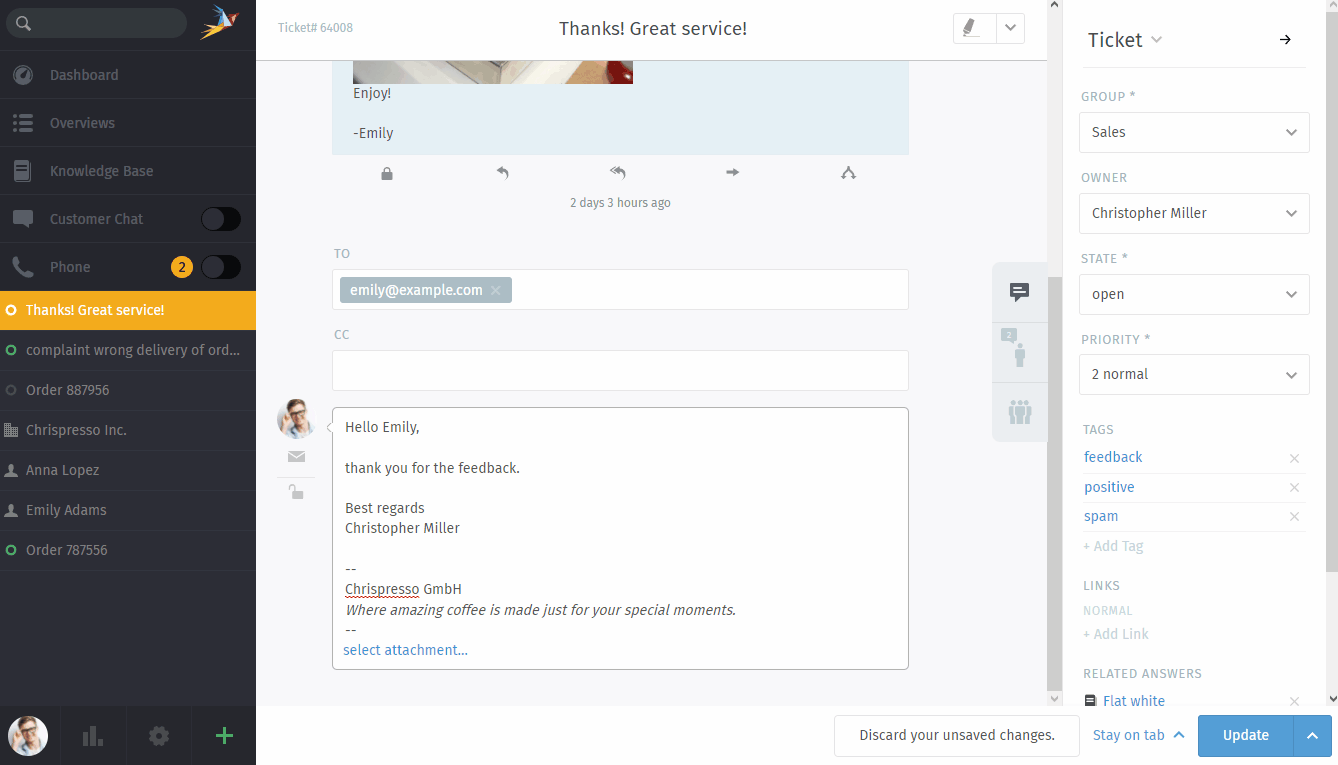 Ticket# 64008
Thanks! Great service!
Dashboard
Overviews
Knowledge Base
Customer Chat
Phone
2
Thanks! Great service!
complaint wrong delivery of ord...
Order 887956
Chrispresso Inc.
Anna Lopez
Emily Adams
Order 787556
Enjoy!
-Emily
2 days 3 hours ago
TO
emily@example.com
CC
Hello Emily,
thank you for the feedback.
Best regards
Christopher Miller
--
Chrispresso GmbH
Where amazing coffee is made just for your special moments.
--
select attachment...
2
Ticket
GROUP *
Sales
OWNER
Christopher Miller
STATE *
open
PRIORITY *
2 normal
TAGS
feedback
positive
spam
+ Add Tag
LINKS
NORMAL
+ Add Link
RELATED ANSWERS
Flat white
Discard your unsaved changes.
Stay on tab
Update